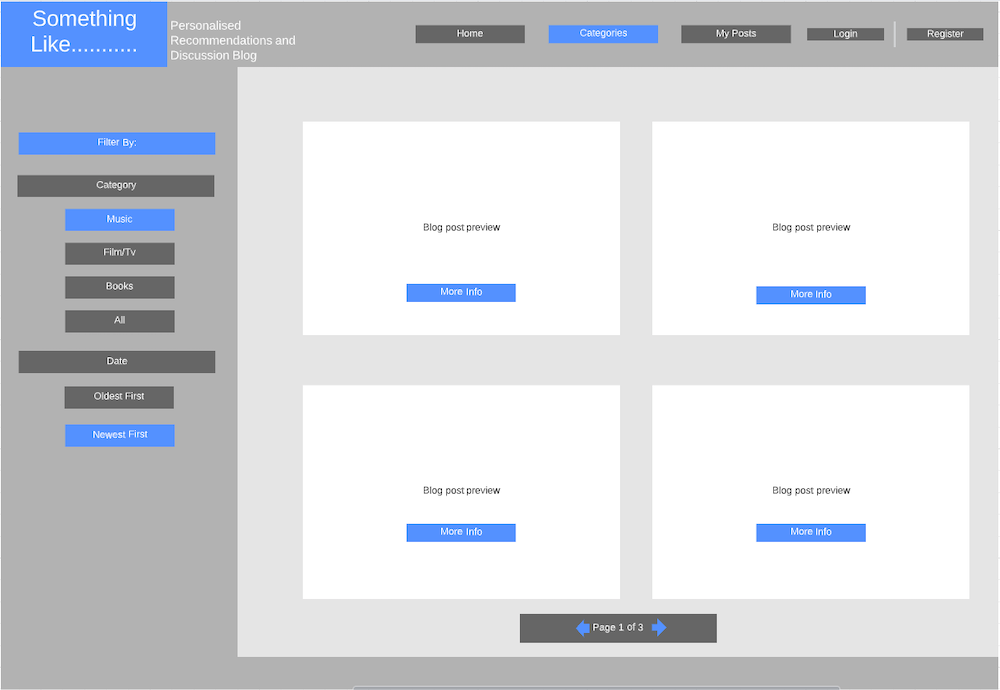 Something
Like...........
Personalised
Recommendations and
Discussion Blog
Home
Categories
My Posts
Login
Register
Filter By:
Category
Music
Film/Tv
Books
All
Date
Oldest First
Newest First
Blog post preview
More Info
Blog post preview
More Info
Blog post preview
More Info
Blog post preview
More Info
Page 1 of 3